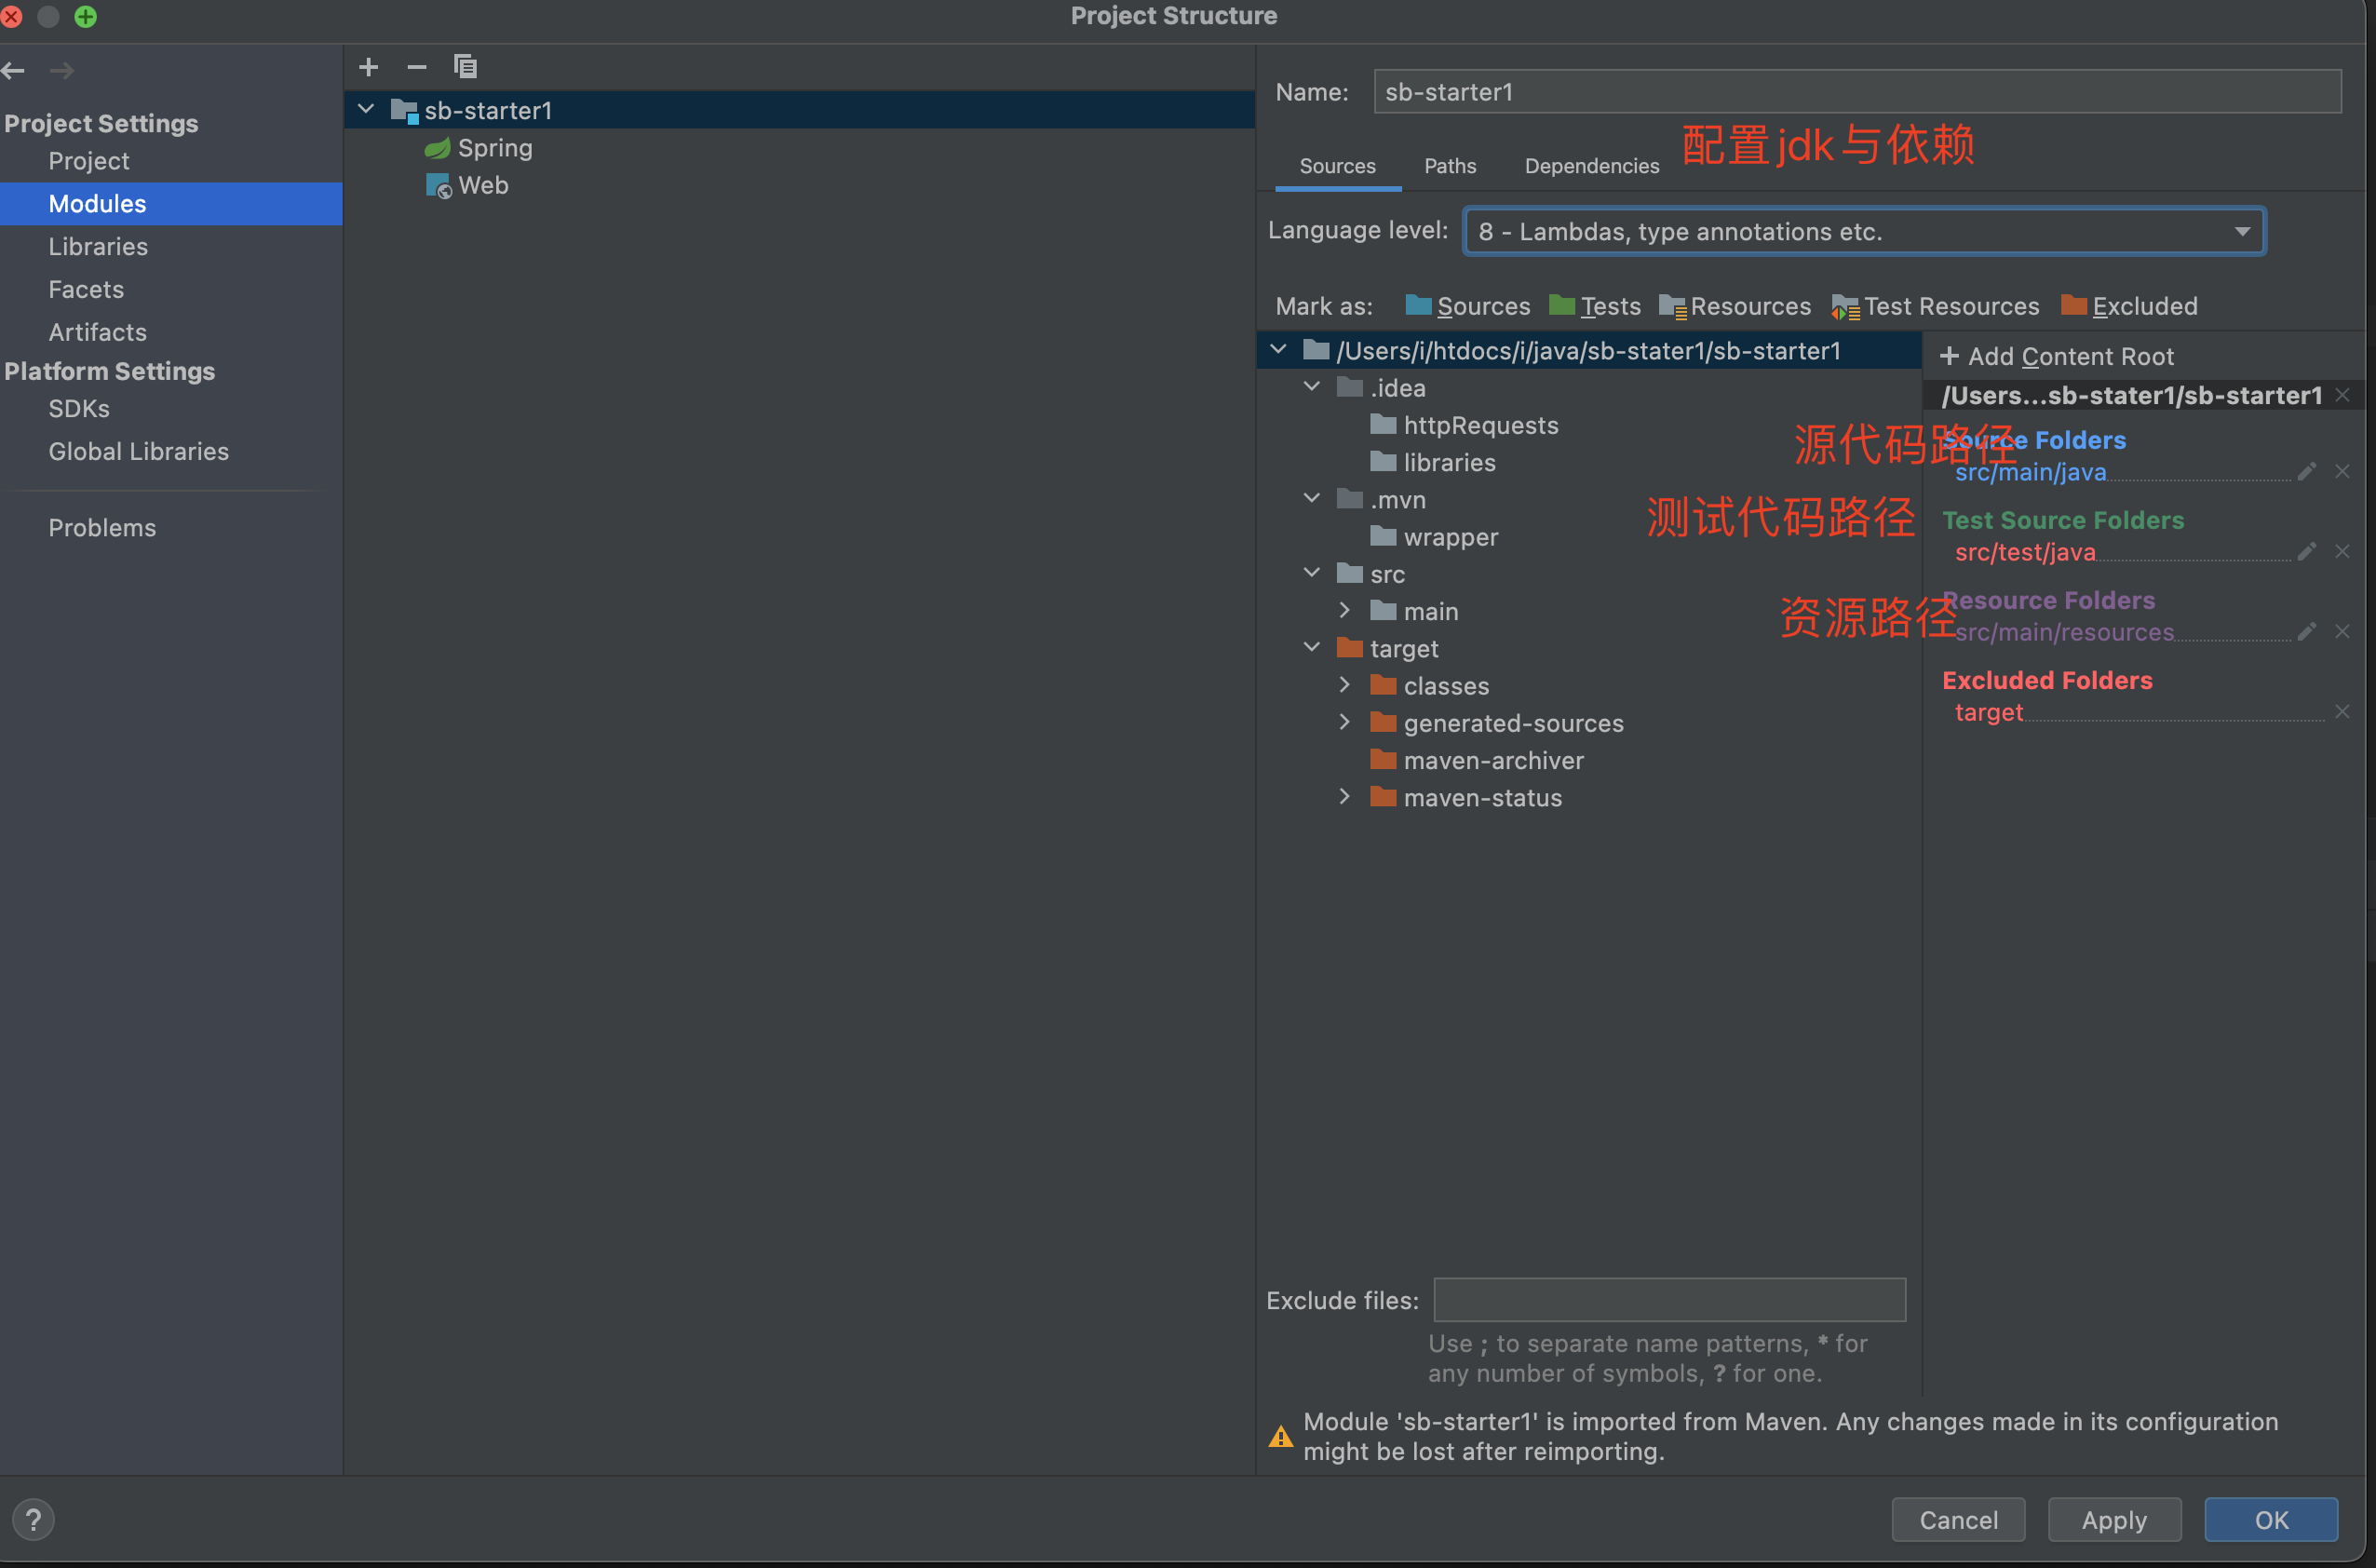 Project Structure
Project Settings
Project
Modules
Libraries
Facets
Artifacts
Platform Settings
SDKs
Global Libraries
Problems
sb-starter1
Spring
Web
Name: sb-starter1
配置jdk与依赖
Sources Paths Dependencies
Language level: 8 - Lambdas, type annotations etc.
Mark as: Sources Tests Resources Test Resources Excluded
/Users/i/htdocs/i/java/sb-stater1/sb-starter1
.idea
httpRequests
libraries
.mvn
wrapper
src
main
target
classes
generated-sources
maven-archiver
maven-status
Add Content Root
/Users...sb-stater1/sb-starter1
源代码路径
Source Folders
src/main/java
测试代码路径
Test Source Folders
src/test/java
资源路径
Resource Folders
src/main/resources
Excluded Folders
target
Exclude files:
Use ; to separate name patterns, * for
any number of symbols, ? for one.
Module 'sb-starter1' is imported from Maven. Any changes made in its configuration
might be lost after reimporting.
?
Cancel Apply OK